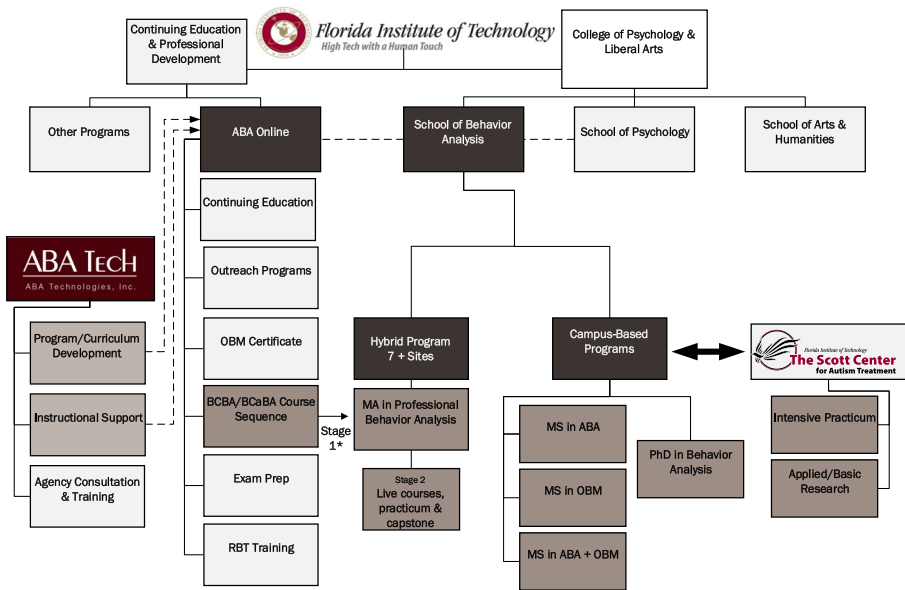 Continuing Education
& Professional
Development
Florida Institute of Technology
High Tech with a Human Touch
College of Psychology &
Liberal Arts
Other Programs
ABA Online
School of Behavior
Analysis
School of Psychology
School of Arts &
Humanities
Continuing Education
ABA TECH
ABA Technologies, Inc.
Outreach Programs
Program/Curriculum
Development
OBM Certificate
Hybrid Program
7 + Sites
Campus-Based
Programs
Florida Institute of Technology
The Scott Center
for Autism Treatment
Instructional Support
BCBA/BCaBA Course
Sequence
Stage
1*
MA in Professional
Behavior Analysis
MS in ABA
PhD in Behavior
Analysis
Intensive Practicum
Agency Consultation
& Training
Exam Prep
Stage 2
Live courses,
practicum &
capstone
MS in OBM
Applied/Basic
Research
RBT Training
MS in ABA + OBM